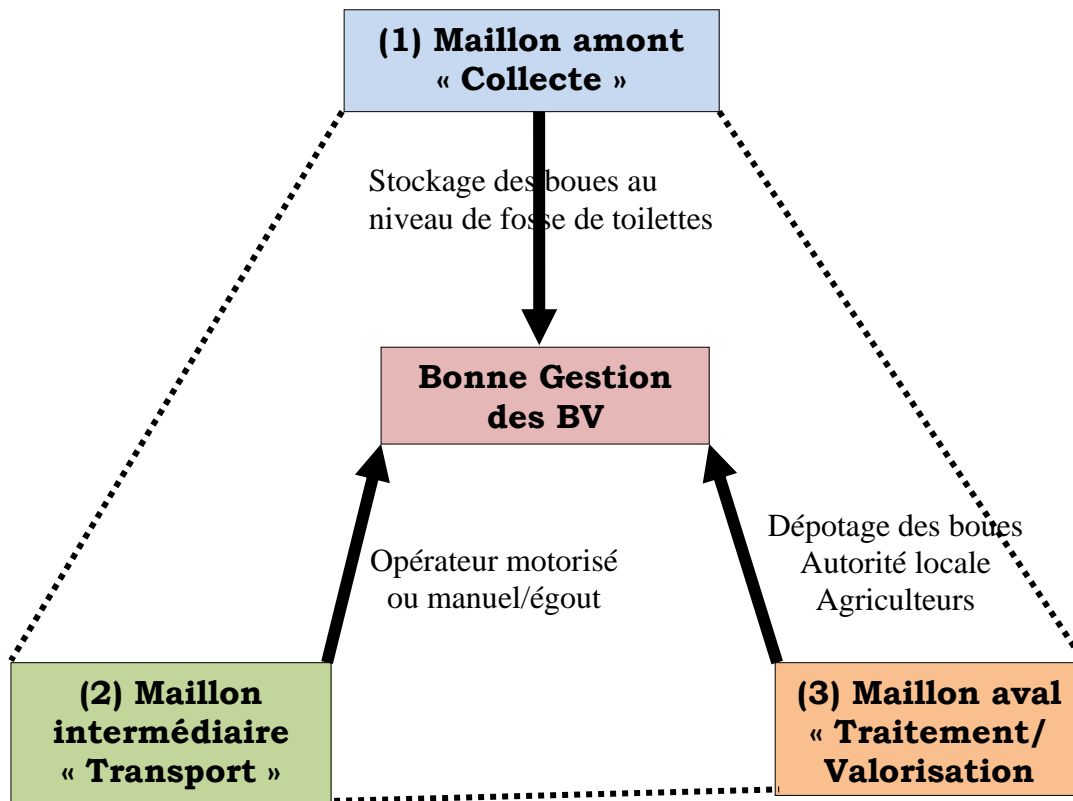 (1) Maillon amont
« Collecte »
Stockage des boues au
niveau de fosse de toilettes
Bonne Gestion
des BV
Dépotage des boues
Autorité locale
Agriculteurs
Opérateur motorisé
ou manuel/égout
(2) Maillon
intermédiaire
« Transport »
(3) Maillon aval
« Traitement/
Valorisation